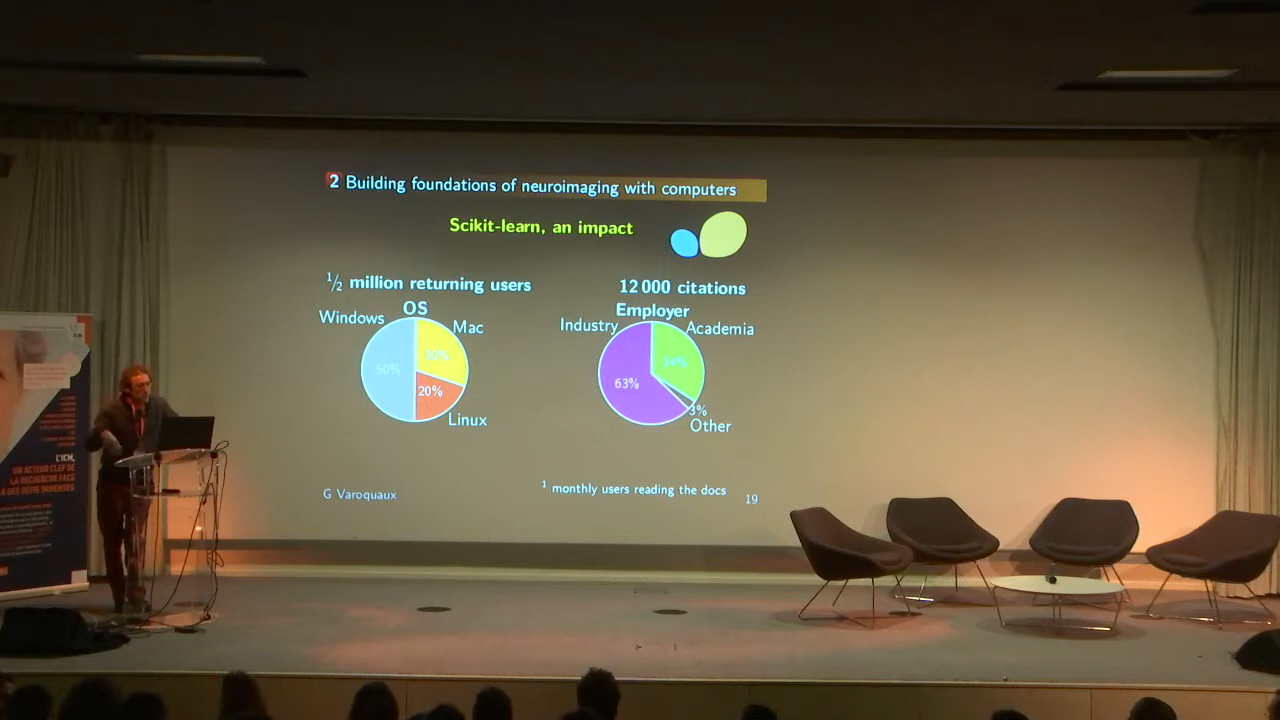 2 Building foundations of neuroimaging with computers
Scikit-learn, an impact
1/2 million returning users
12 000 citations
OS
Windows
Mac
50%
30%
20%
Linux
Employer
Industry
Academia
34%
63%
3%
Other
1 monthly users reading the docs
G Varoquaux
19
L'ICM,
UN ACTEUR CLEF DE
LA RECHERCHE FACE
À DES DÉFIS IMMENSES